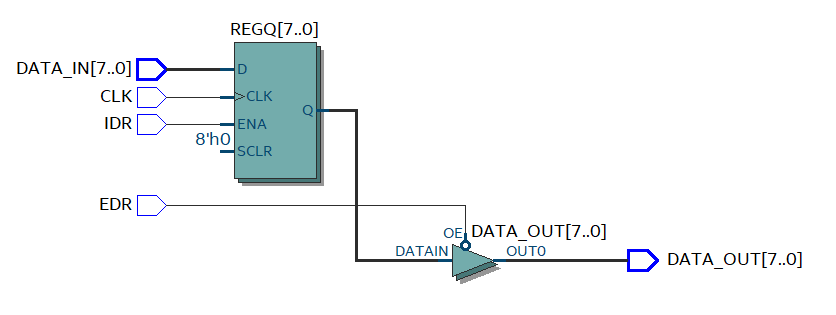 REGQ[7..0]
DATA_IN[7..0]
D
CLK
CLK
Q
IDR
ENA
8'h0
SCLR
EDR
OE
DATA_OUT[7..0]
DATAIN
OUT0
DATA_OUT[7..0]